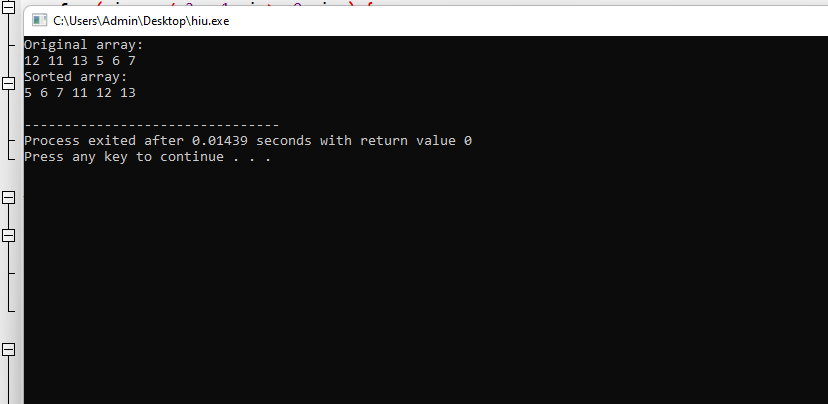 C:\Users\Admin\Desktop\hiu.exe
Original array:
12 11 13 5 6 7
Sorted array:
5 6 7 11 12 13
--------------------------------
Process exited after 0.01439 seconds with return value 0
Press any key to continue . . .